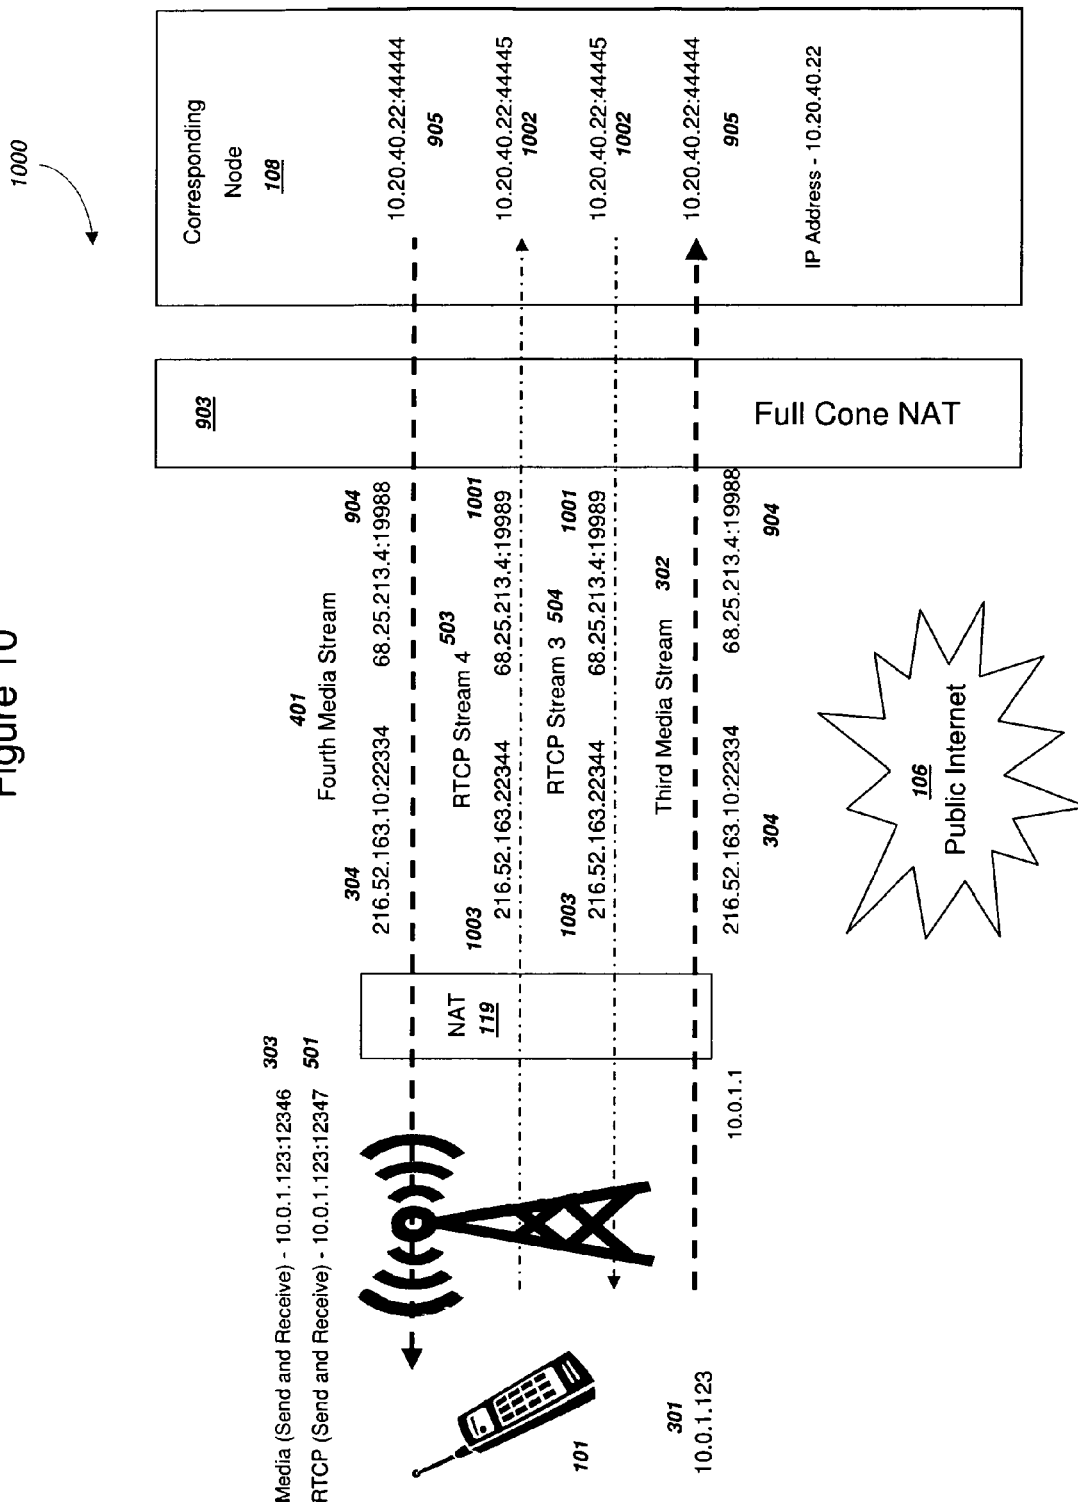 Figure 10
1000
Media (Send and Receive) - 10.0.1.123:12346 303
RTCP (Send and Receive) - 10.0.1.123:12347 501
101
301
10.0.1.123
10.0.1.1
NAT
119
401
Fourth Media Stream
304
904
216.52.163.10:22334 68.25.213.4:19988
503
RTCP Stream 4
1003
1001
216.52.163.22344 68.25.213.4:19989
RTCP Stream 3 504
1003
1001
216.52.163.22344 68.25.213.4:19989
Third Media Stream 302
216.52.163.10:22334 68.25.213.4:19988
304
904
106
Public Internet
903
Full Cone NAT
Corresponding
Node
108
10.20.40.22:44444
905
10.20.40.22:44445
1002
10.20.40.22:44445
1002
10.20.40.22:44444
905
IP Address - 10.20.40.22